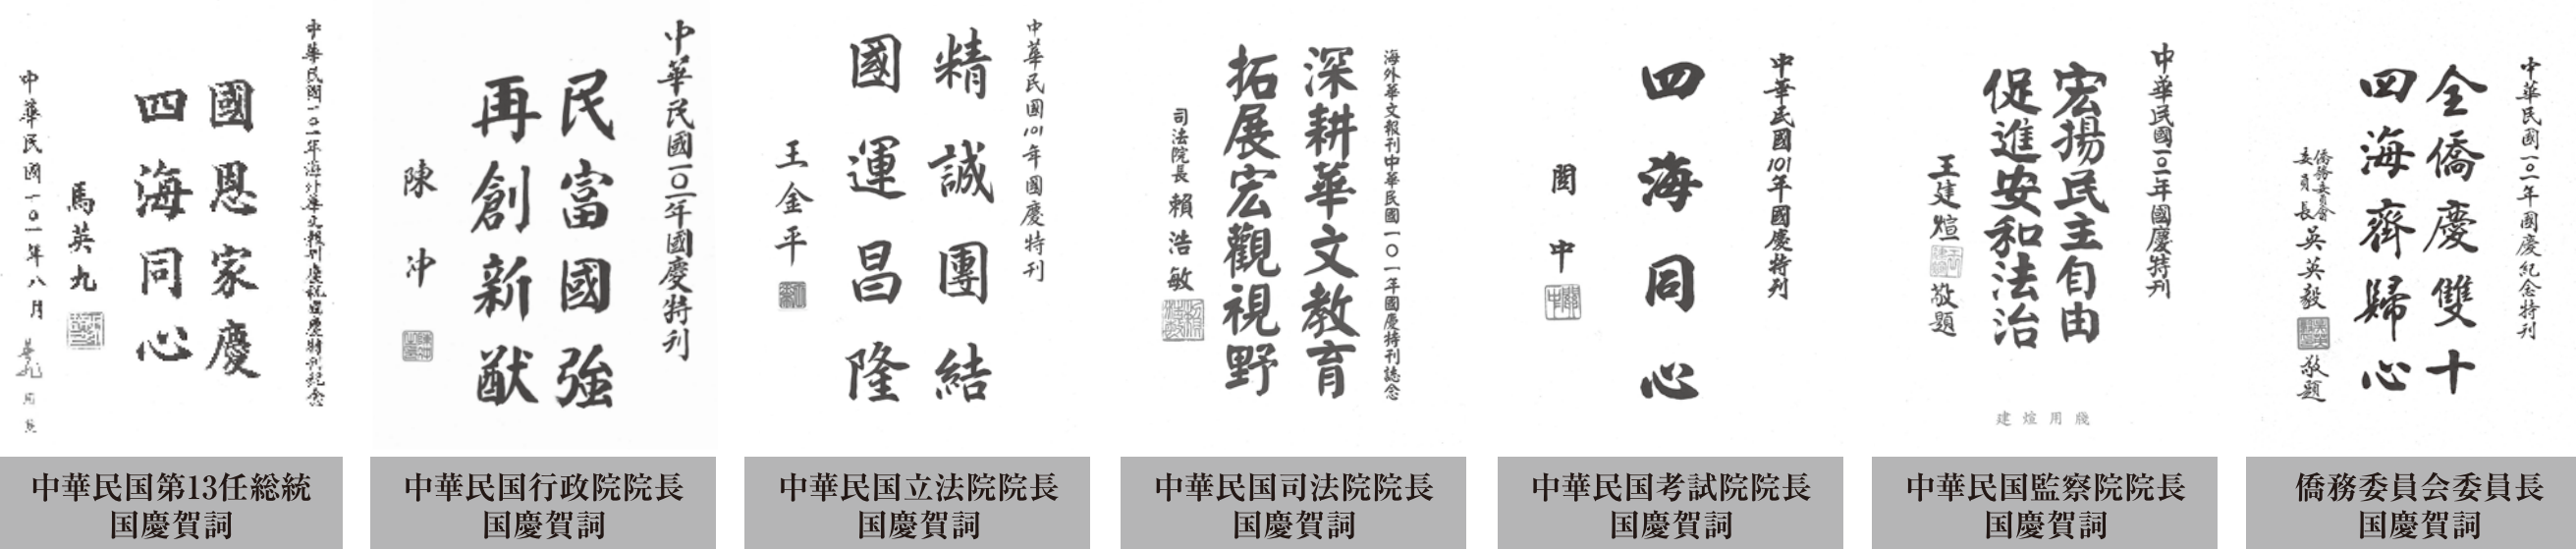 中華民國一〇一年海外華文報刊慶祝國慶特刊紀念
國恩家慶
四海同心
馬英九
中華民國一〇一年八月
中華民国第13任総統
国慶賀詞
中華民國一〇一年國慶特刊
民富國強
再創新猷
陳冲
中華民国行政院院長
国慶賀詞
中華民國101年國慶特刊
精誠團結
國運昌隆
王金平
中華民国立法院院長
国慶賀詞
海外華文報刊中華民國一〇一年國慶特刊誌念
深耕華文教育
拓展宏觀視野
司法院長賴浩敏
中華民国司法院院長
国慶賀詞
中華民國101年國慶特刊
四海同心
關中
中華民国考試院院長
国慶賀詞
中華民國一〇一年國慶特刊
宏揚民主自由
促進安和法治
王建煊敬題
建煊用牋
中華民国監察院院長
国慶賀詞
中華民國一〇一年國慶紀念特刊
全僑慶雙十
四海齊歸心
僑務委員會
委員長吳英毅敬題
僑務委員会委員長
国慶賀詞